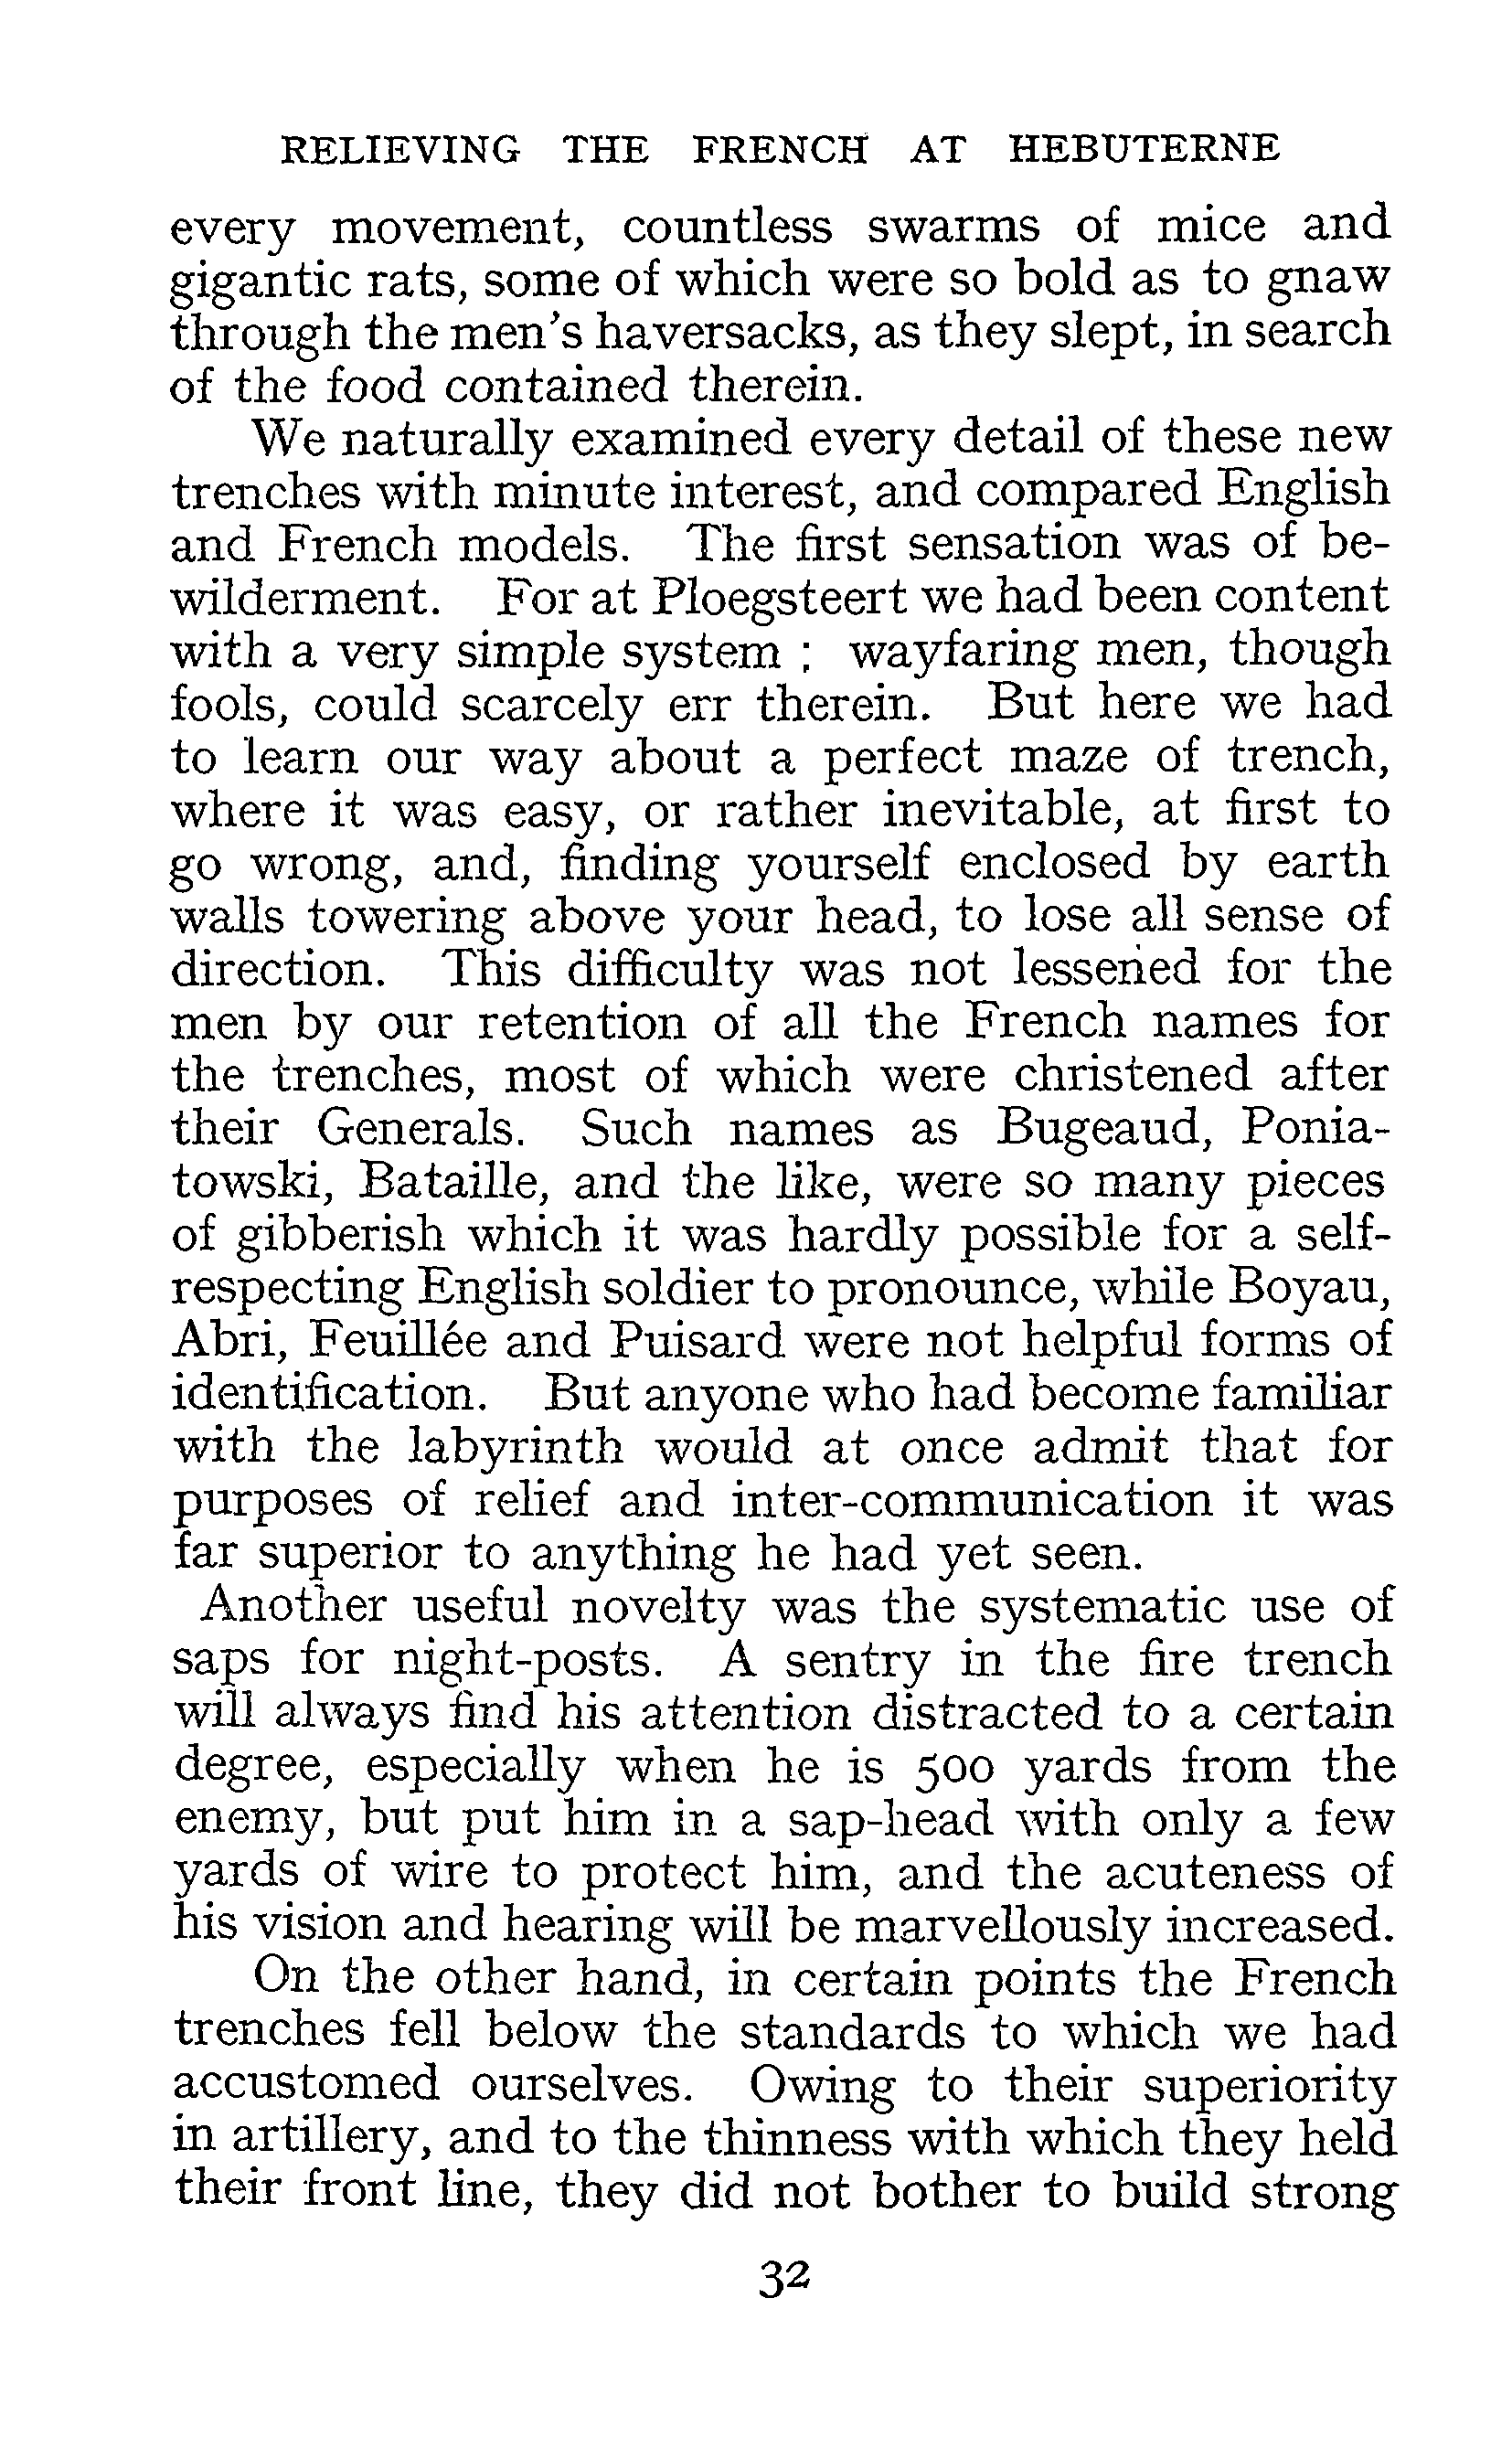 RELIEVING THE FRENCH AT HEBUTERNE
every movement, countless swarms of mice and
gigantic rats, some of which were so bold as to gnaw
through the men's haversacks, as they slept, in search
of the food contained therein.
We naturally examined every detail of these new
trenches with minute interest, and compared English
and French models. The first sensation was of be-
wilderment. For at Ploegsteert we had been content
with a very simple system ; wayfaring men, though
fools, could scarcely err therein. But here we had
to learn our way about a perfect maze of trench,
where it was easy, or rather inevitable, at first to
go wrong, and, finding yourself enclosed by earth
walls towering above your head, to lose all sense of
direction. This difficulty was not lessened for the
men by our retention of all the French names for
the trenches, most of which were christened after
their Generals. Such names as Bugeaud, Ponia-
towski, Bataille, and the like, were so many pieces
of gibberish which it was hardly possible for a self-
respecting English soldier to pronounce, while Boyau,
Abri, Feuillée and Puisard were not helpful forms of
identification. But anyone who had become familiar
with the labyrinth would at once admit that for
purposes of relief and inter-communication it was
far superior to anything he had yet seen.
Another useful novelty was the systematic use of
saps for night-posts. A sentry in the fire trench
will always find his attention distracted to a certain
degree, especially when he is 500 yards from the
enemy, but put him in a sap-head with only a few
yards of wire to protect him, and the acuteness of
his vision and hearing will be marvellously increased.
On the other hand, in certain points the French
trenches fell below the standards to which we had
accustomed ourselves. Owing to their superiority
in artillery, and to the thinness with which they held
their front line, they did not bother to build strong
32